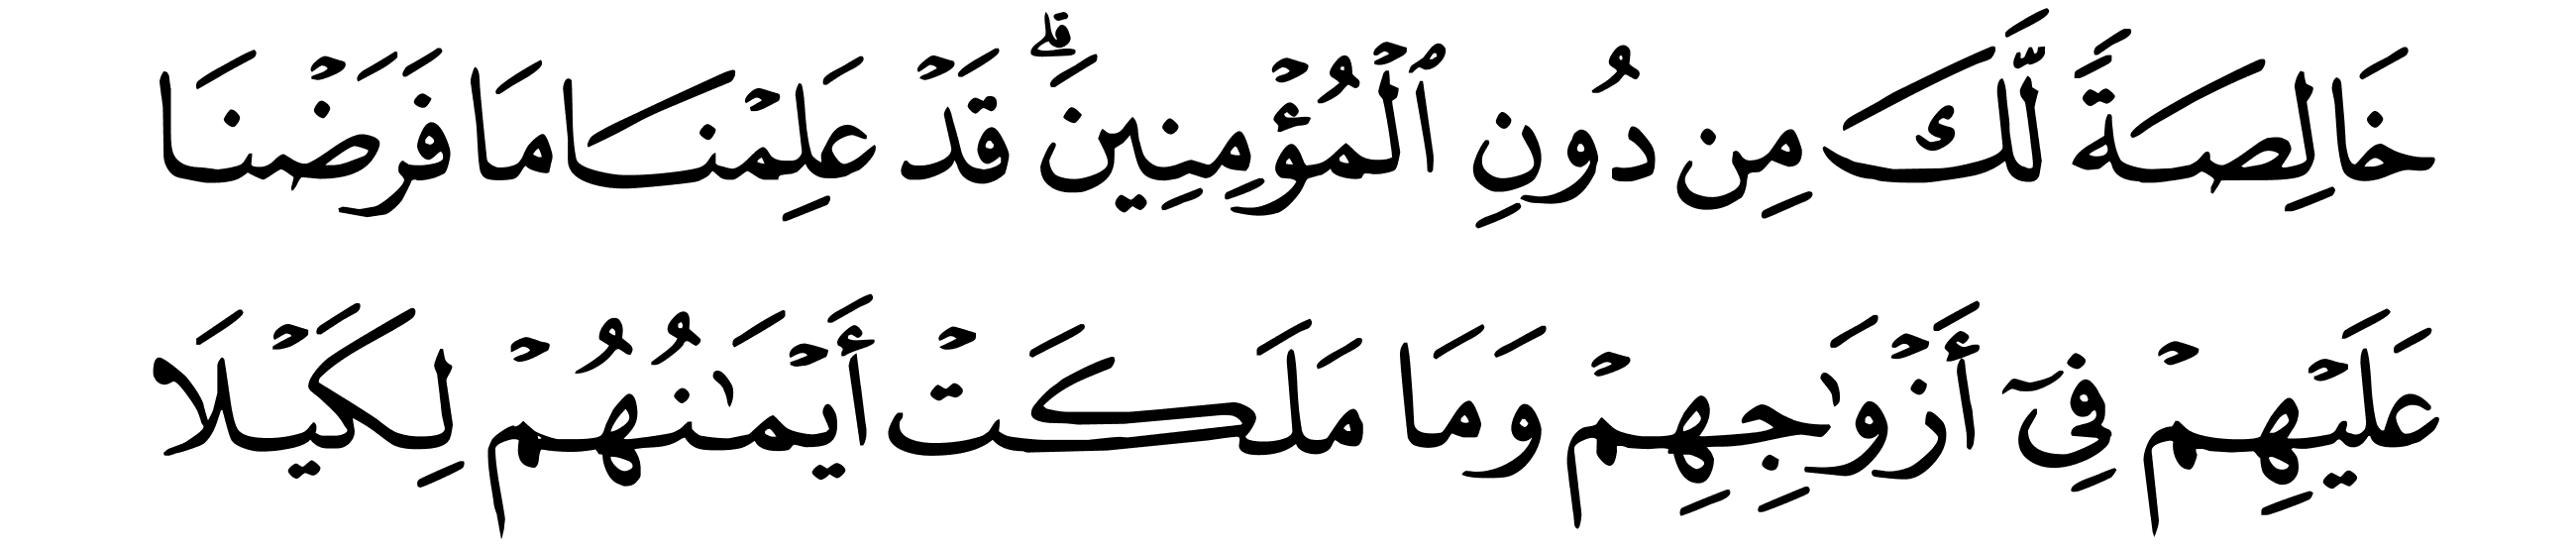 خَالِصَةً لَّكَ مِن دُونِ ٱلْمُؤْمِنِينَ ۗ قَدْ عَلِمْنَا مَا فَرَضْنَا
عَلَيْهِمْ فِىٓ أَزْوَٰجِهِمْ وَمَا مَلَكَتْ أَيْمَـٰنُهُمْ لِكَيْلَا